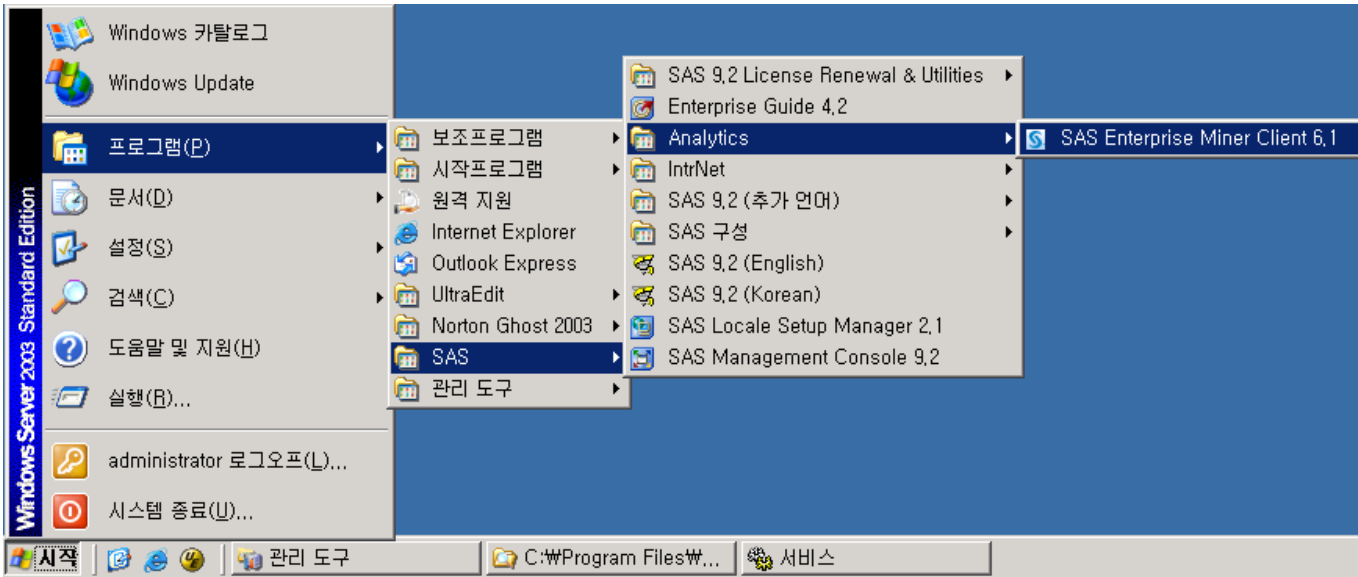 Windows 카탈로그
Windows Update
프로그램(P)
문서(D)
설정(S)
검색(C)
도움말 및 지원(H)
실행(R)...
administrator 로그오프(L)...
시스템 종료(U)...
Windows Server 2003 Standard Edition
보조프로그램
시작프로그램
원격 지원
Internet Explorer
Outlook Express
UltraEdit
Norton Ghost 2003
SAS
관리 도구
SAS 9.2 License Renewal & Utilities
Enterprise Guide 4.2
Analytics
IntrNet
SAS 9.2 (추가 언어)
SAS 구성
SAS 9.2 (English)
SAS 9.2 (Korean)
SAS Locale Setup Manager 2.1
SAS Management Console 9.2
SAS Enterprise Miner Client 6.1
시작
관리 도구
C:₩Program Files₩...
서비스